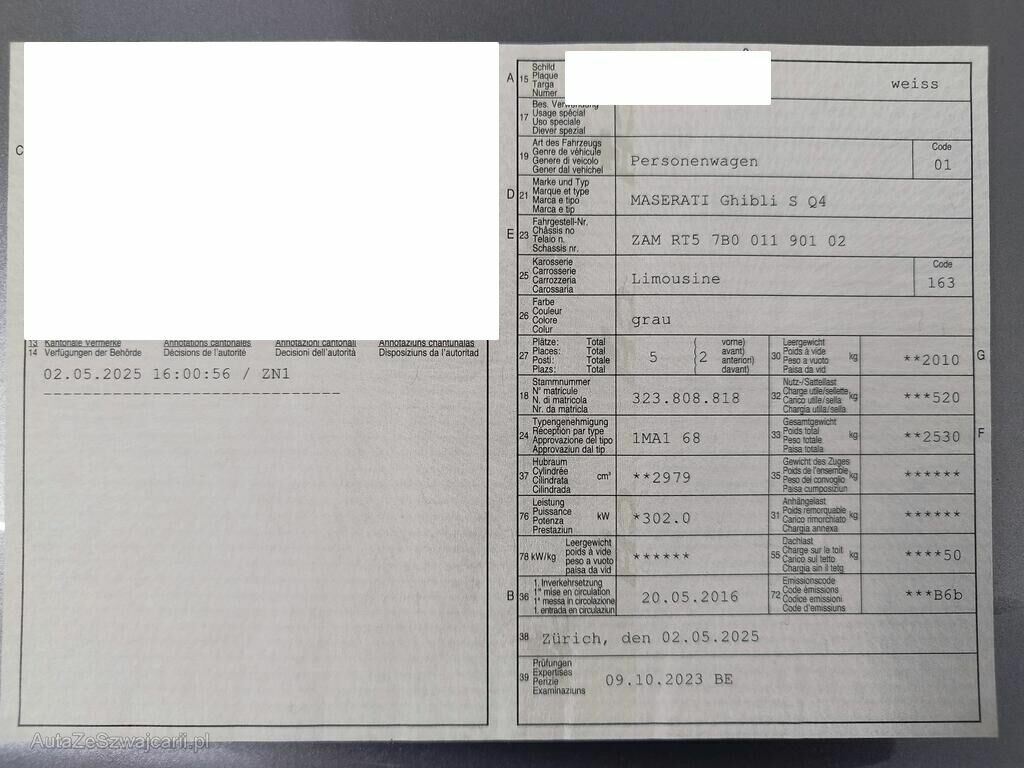 C
13 Kantonale Vermerke Annotations cantonales Annotazioni cantonali Annotaziuns chantunalas
14 Verfügungen der Behörde Décisions de l'autorité Decisioni dell'autorità Disposiziuns da l'autoritad
02.05.2025 16:00:56 / ZN1
A 15 Schild
Plaque
Targa
Numer
weiss
17 Bes. Verwendung
Usage spécial
Uso speciale
Diever spezial
19 Art des Fahrzeugs
Genre de véhicule
Genere di veicolo
Gener dal vehichel
Personenwagen
Code
01
D 21 Marke und Typ
Marque et type
Marca e tipo
Marca e tip
MASERATI Ghibli S Q4
E 23 Fahrgestell-Nr.
Châssis no
Telaio n.
Schassis nr.
ZAM RT5 7B0 011 901 02
25 Karosserie
Carrosserie
Carrozzeria
Carossaria
Limousine
Code
163
26 Farbe
Couleur
Colore
Colur
grau
27 Plätze: Total
Places: Total
Posti: Totale
Plazs: Total
5
( vorne)
2 avant)
anteriori)
( davant)
30 Leergewicht
Poids à vide
Peso a vuoto
Paisa da vid
kg
**2010
G
18 Stammnummer
N° matricule
N. di matricola
Nr. da matricla
323.808.818
32 Nutz-/Sattellast
Charge utile/sellette
Carico utile/sella
Chargia utila/sella
kg
***520
24 Typengenehmigung
Réception par type
Approvazione del tipo
Approvaziun dal tip
1MA1 68
33 Gesamtgewicht
Poids total
Peso totale
Paisa totala
kg
**2530
F
37 Hubraum
Cylindrée
Cilindrata
Cilindrada
cm³
**2979
35 Gewicht des Zuges
Poids de l'ensemble
Peso del convoglio
Paisa cumposiziun
kg
******
76 Leistung
Puissance
Potenza
Prestaziun
kW
*302.0
31 Anhängelast
Poids remorquable
Carico rimorchiato
Chargia annexa
kg
******
78 kW/kg
Leergewicht
poids à vide
peso a vuoto
paisa da vid
******
55 Dachlast
Charge sur le toit
Carico sul tetto
Chargia sin il tetg
kg
****50
B 36 1. Inverkehrsetzung
1re mise en circulation
1a messa in circolazione
1. entrada en circulaziun
20.05.2016
72 Emissionscode
Code émissions
Codice emissioni
Code d'emissiuns
***B6b
38 Zürich, den 02.05.2025
39 Prüfungen
Expertises
Perizie
Examinaziuns
09.10.2023 BE
AutaZeSzwajcarii.pl